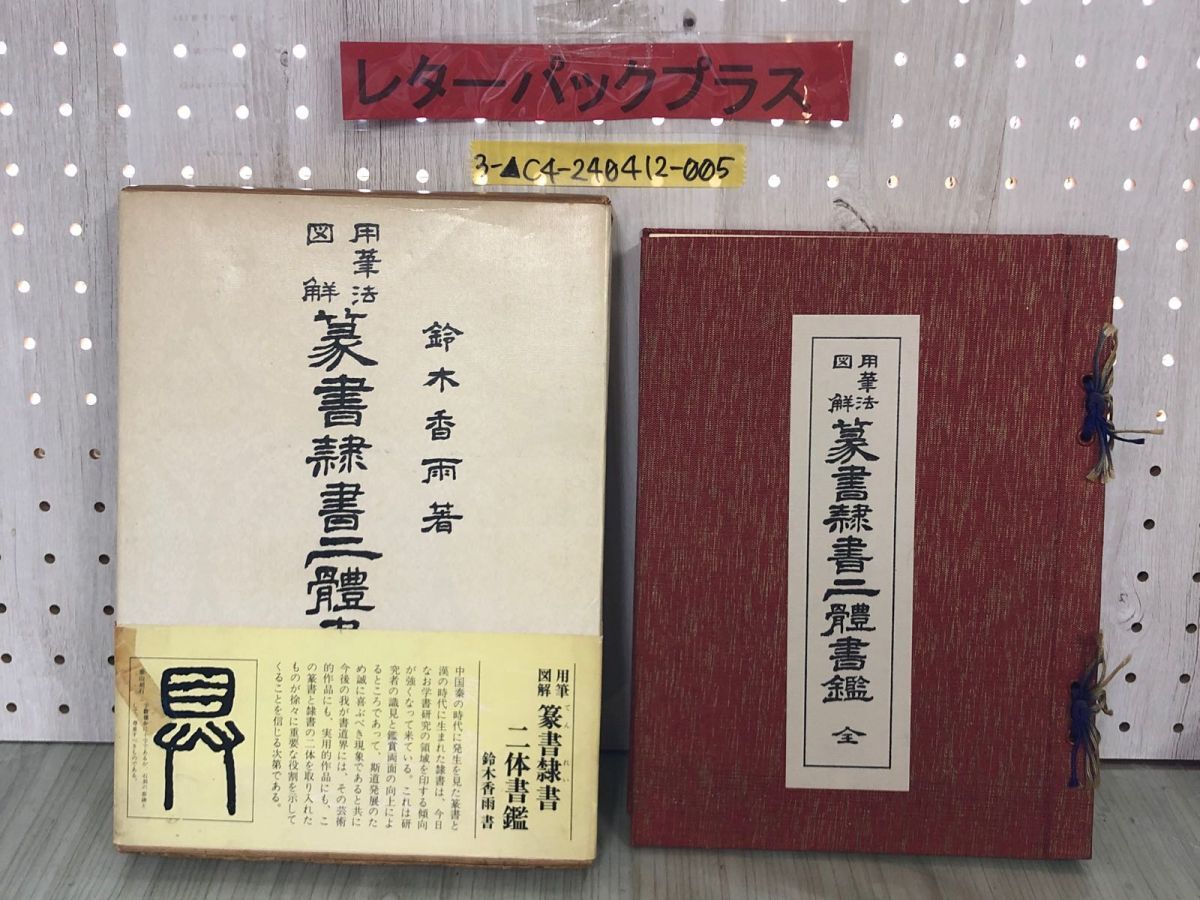 レターパックプラス
3-▲C4-240412-005
用筆法
図解
篆書隷書二體書
鈴木香雨著
用筆
図解
篆書隷書
てん
れい
二体書鑑
鈴木香雨書
中国秦の時代に発生を見た篆書と
漢の時代に生まれた隷書は、今日
なお学書研究の領域を印する傾向
が強くなって来ている。これは研
究者の識見と鑑賞両面の向上によ
るところであって、斯道発展のた
め誠に喜ぶべき現象であると共に
今後の我が書道界には、その芸術
的作品にも、実用的作品にも、こ
の篆書と隷書の二体を取り入れた
ものが徐々に重要な役割を示して
くることを信じる次第である。
用筆法
図解
篆書隷書二體書鑑
全